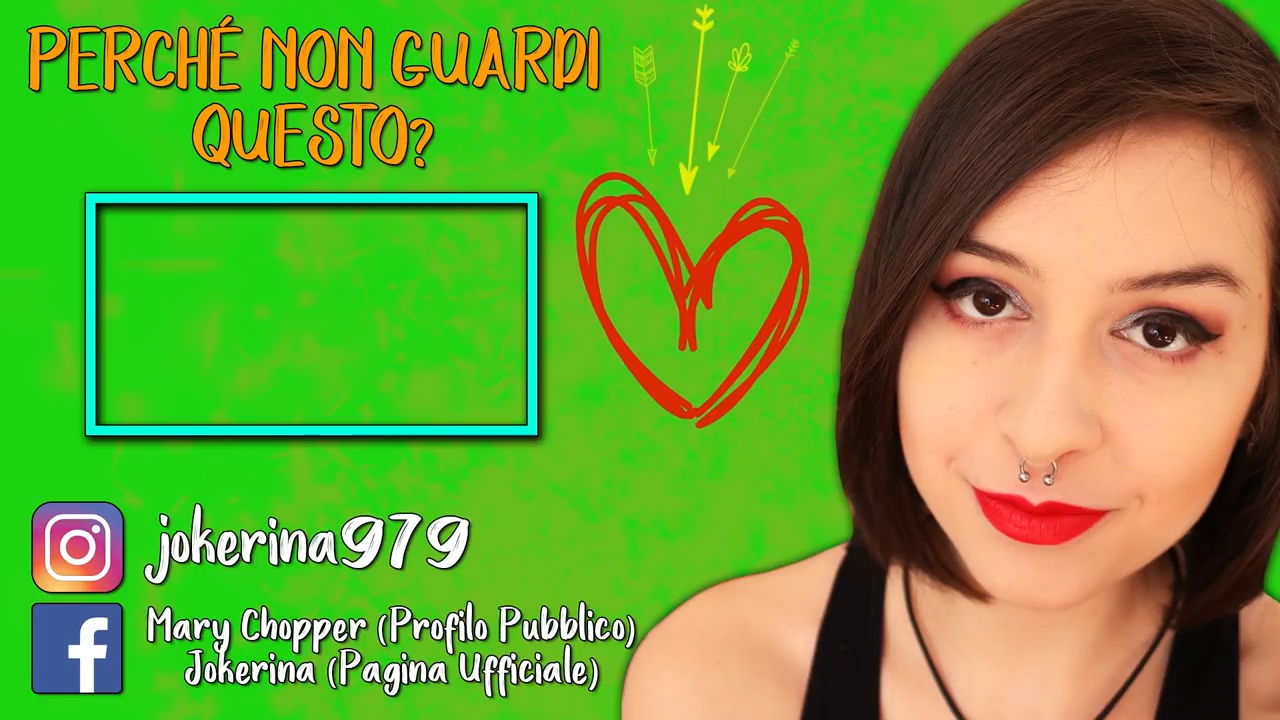 PERCHÉ NON GUARDI
QUESTO?
jokerina979
Mary Chopper (Profilo Pubblico)
Jokerina (Pagina Ufficiale)